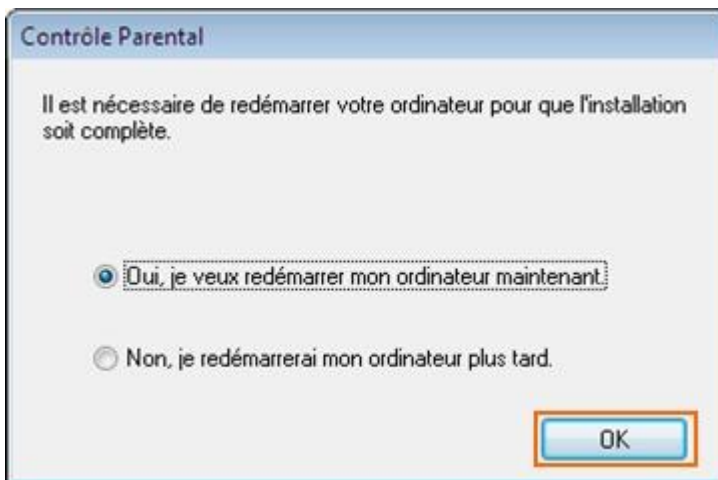 Contrôle Parental
Il est nécessaire de redémarrer votre ordinateur pour que l'installation
soit complète.
Oui, je veux redémarrer mon ordinateur maintenant.
Non, je redémarrerai mon ordinateur plus tard.
OK